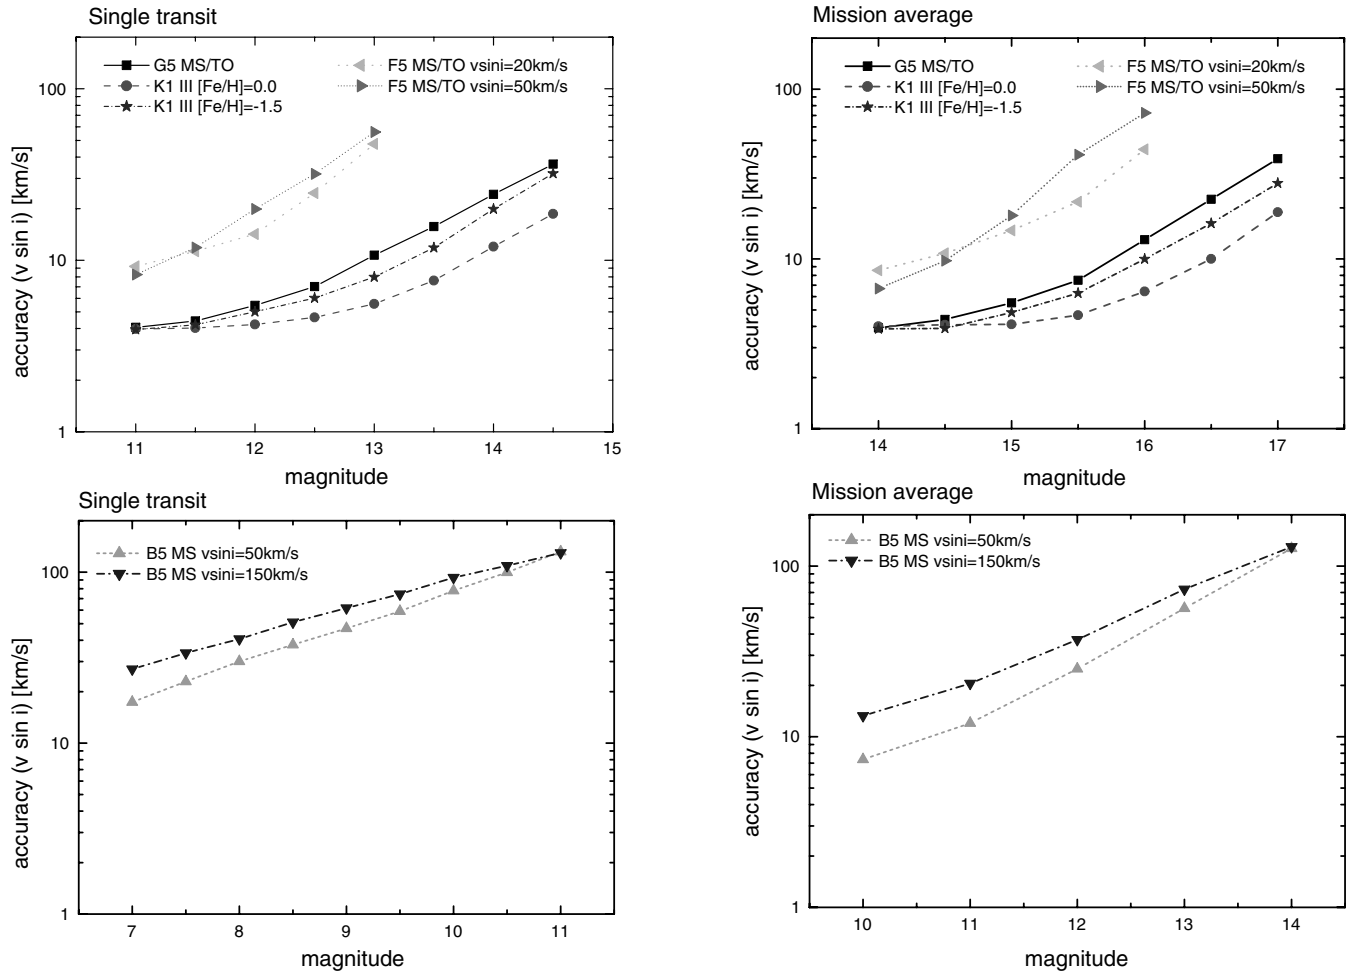 Single transit
G5 MS/TO
K1 III [Fe/H]=0.0
K1 III [Fe/H]=-1.5
F5 MS/TO vsini=20km/s
F5 MS/TO vsini=50km/s
100
10
1
accuracy (v sin i) [km/s]
11 12 13 14 15
magnitude
Mission average
G5 MS/TO
K1 III [Fe/H]=0.0
K1 III [Fe/H]=-1.5
F5 MS/TO vsini=20km/s
F5 MS/TO vsini=50km/s
100
10
1
accuracy (v sin i) [km/s]
14 15 16 17
magnitude
Single transit
B5 MS vsini=50km/s
B5 MS vsini=150km/s
100
10
1
accuracy (v sin i) [km/s]
7 8 9 10 11
magnitude
Mission average
B5 MS vsini=50km/s
B5 MS vsini=150km/s
100
10
1
accuracy (v sin i) [km/s]
10 11 12 13 14
magnitude